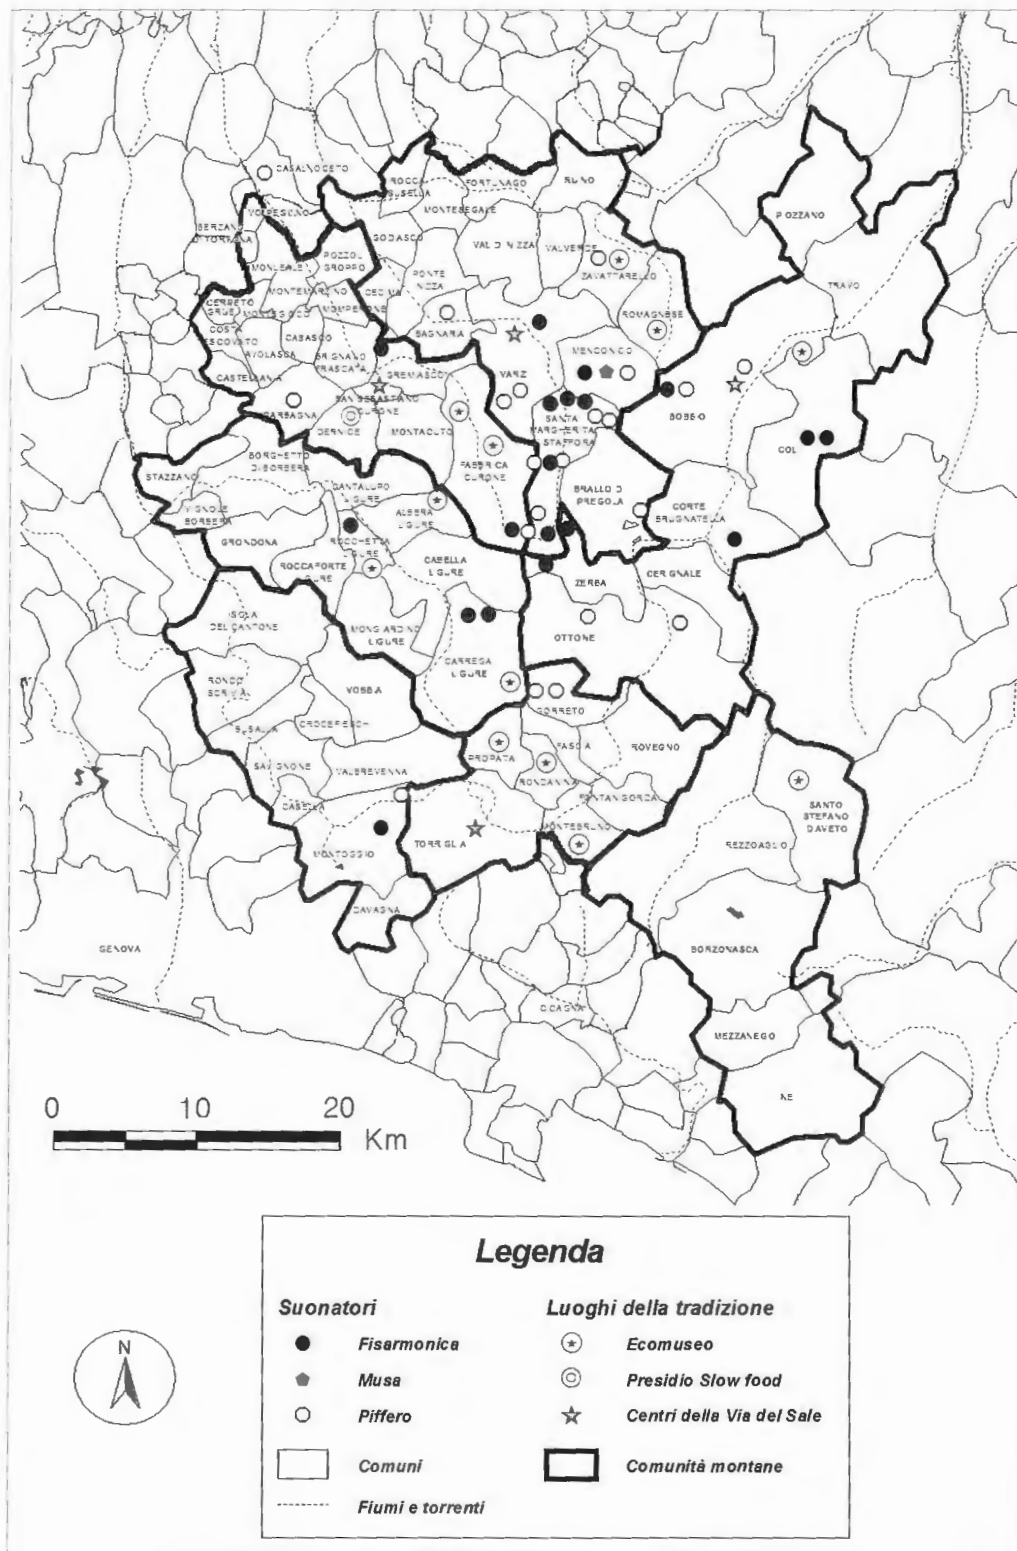 CASALNOCETO
ROCCA
SUSELLA
FORTUNAGO
RUINO
VOLPEDINO
MONTESEGALE
PIOZZANO
GODIASCO
VAL DI NIZZA
VALVERDE
POZZOL
GROPPO
MONLEALE
PONTE
NIZZA
ZAVATTARELLO
TRAVO
CECIMA
MONTEMARZINO
CERRETO
GRUE
MONTEGIOCO
MOMPERONE
ROMAGNESE
BAGNARIA
COSTA
VESCOVATO
CASASCO
AVOLASCA
BRIGNANO
FRASCATA
MENCONICO
GREMIASCO
VARZI
CASTELLANIA
SAN SEBASTIANO
CURONE
GARBAGNA
BOBBIO
DERNICE
MONTACUTO
SANTA
MARGHERITA
STAFFORA
COLI
BORGHETTO
DI BORBERA
FABBRICA
CURONE
STAZZANO
CANTALUPO
LIGURE
BRALLO D
PREGOLA
VIGNOLE
BORBERA
ALBERA
LIGURE
CORTE
BRUGNATELLA
GRONDONA
ROCCHETTA
LIGURE
CABELLA
LIGURE
ROCCAFORTE
LIGURE
ZERBA
CERIGNALE
ISOLA
DEL CANTONE
MONGIARDINO
LIGURE
OTTONE
CARREGA
LIGURE
RONCO
SCRIVIA
VOBBIA
GORRETO
BUSALLA
CROCEFIESCHI
FASCIA
ROVEGNO
PROPATA
SAVIGNONE
VALBREVENNA
RONDANINA
FONTANIGORDA
CASELLA
SANTO
STEFANO
D'AVETO
MONTEBRUNO
TORRIGLIA
REZZOAGLIO
MONTOGGIO
DAVAGNA
GENOVA
BORZONASCA
CICAGNA
MEZZANEGO
NE
0 10 20
Km
Legenda
Suonatori
Luoghi della tradizione
Fisarmonica
Ecomuseo
Musa
Presidio Slow food
Piffero
Centri della Via del Sale
Comuni
Comunità montane
Fiumi e torrenti
N